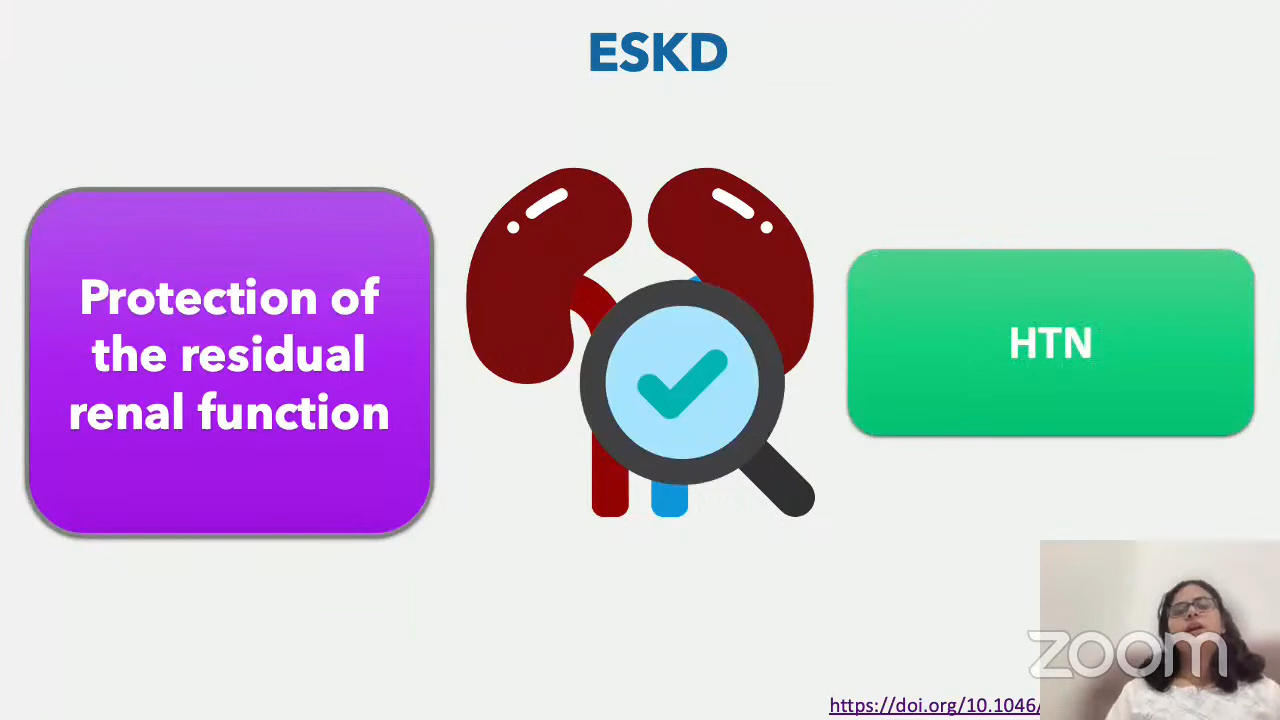 ESKD
Protection of
the residual
renal function
HTN
zoom
https://doi.org/10.1046/